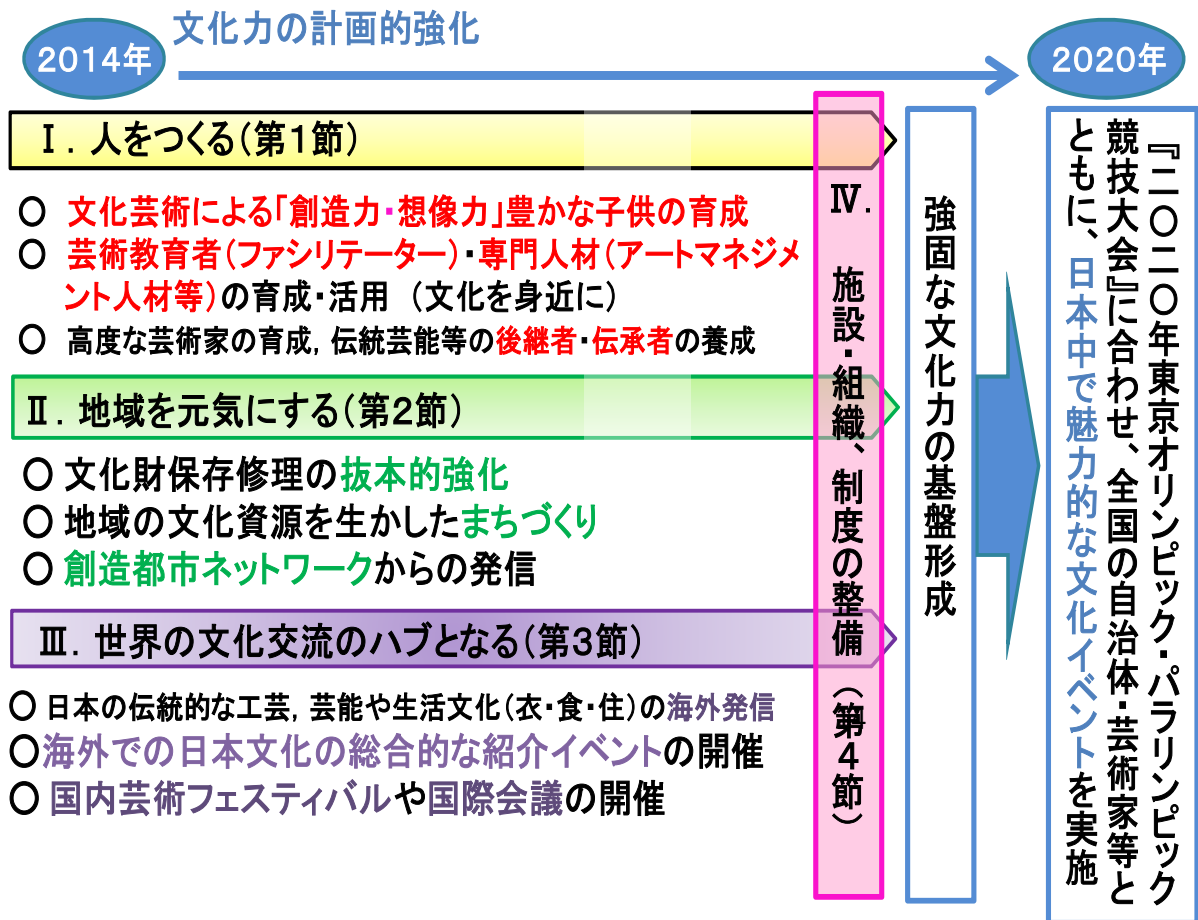 2014年
文化力の計画的強化
2020年
Ⅰ．人をつくる（第１節）
○ 文化芸術による「創造力・想像力」豊かな子供の育成
○ 芸術教育者（ファシリテーター）・専門人材（アートマネジメ
ント人材等）の育成・活用 （文化を身近に）
○ 高度な芸術家の育成，伝統芸能等の後継者・伝承者の養成
Ⅱ．地域を元気にする（第２節）
○ 文化財保存修理の抜本的強化
○ 地域の文化資源を生かしたまちづくり
○ 創造都市ネットワークからの発信
Ⅲ．世界の文化交流のハブとなる（第３節）
○ 日本の伝統的な工芸，芸能や生活文化（衣・食・住）の海外発信
○海外での日本文化の総合的な紹介イベントの開催
○ 国内芸術フェスティバルや国際会議の開催
Ⅳ． 施設・組織、制度の整備（第４節）
強固な文化力の基盤形成
『二〇二〇年東京オリンピック・パラリンピック
競技大会』に合わせ、全国の自治体・芸術家等と
ともに、日本中で魅力的な文化イベントを実施